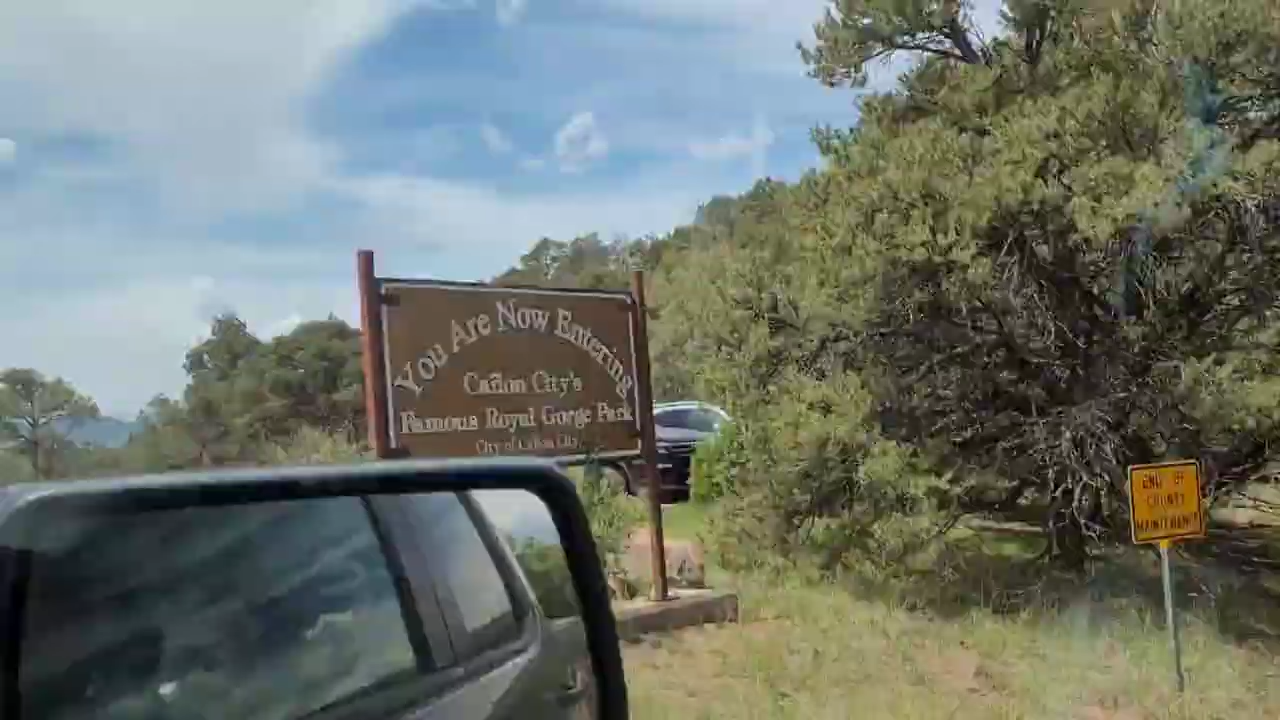 You Are Now Entering
Cañon City's
Famous Royal Gorge Park
City of Cañon City
END OF
COUNTY
MAINTENANCE